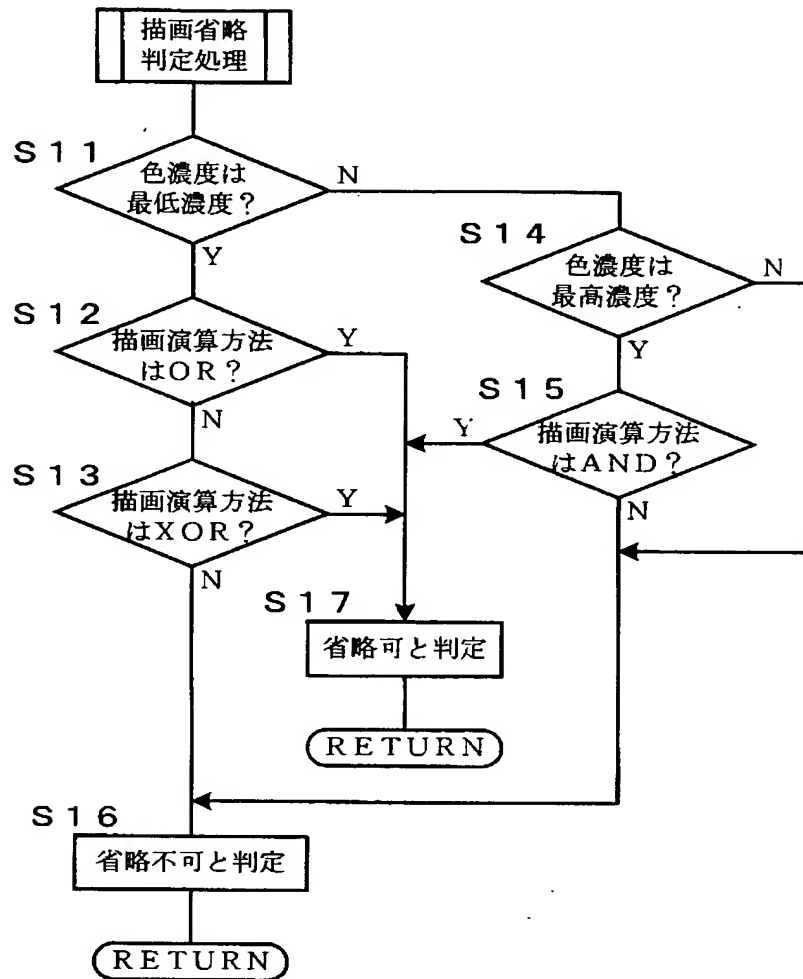 描画省略
判定処理
S11
色濃度は
最低濃度?
N
Y
S14
色濃度は
最高濃度?
N
Y
S12
描画演算方法
はOR?
Y
N
S15
描画演算方法
はAND?
Y
N
S13
描画演算方法
はXOR?
Y
N
S17
省略可と判定
RETURN
S16
省略不可と判定
RETURN